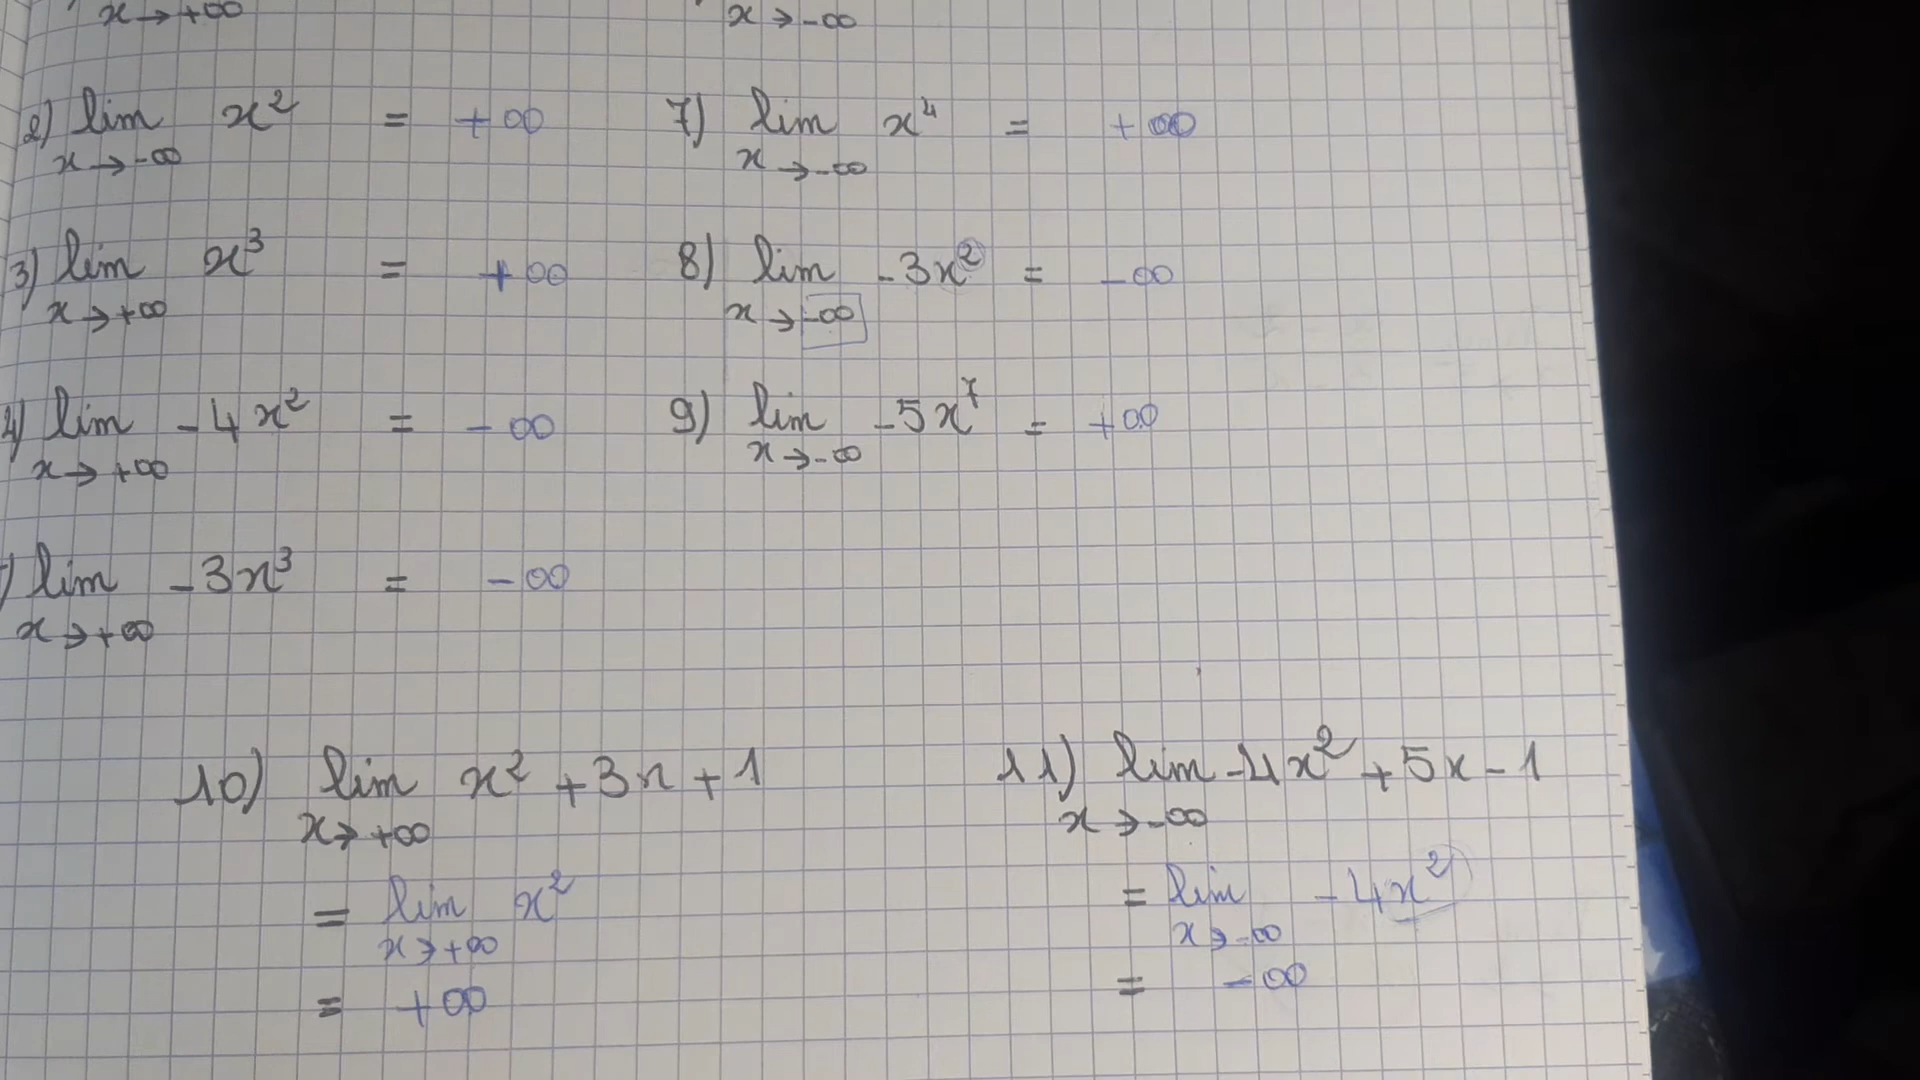 x → +∞
x → -∞
2) lim x² = +∞
x → -∞
7) lim x⁴ = +∞
x → -∞
3) lim x³ = +∞
x → +∞
8) lim -3x² = -∞
x → -∞
4) lim -4x² = -∞
x → +∞
9) lim -5x⁷ = +∞
x → -∞
) lim -3x³ = -∞
x → +∞
10) lim x² + 3x + 1
x → +∞
= lim x²
x → +∞
= +∞
11) lim -4x² + 5x - 1
x → -∞
= lim -4x²
x → -∞
= -∞